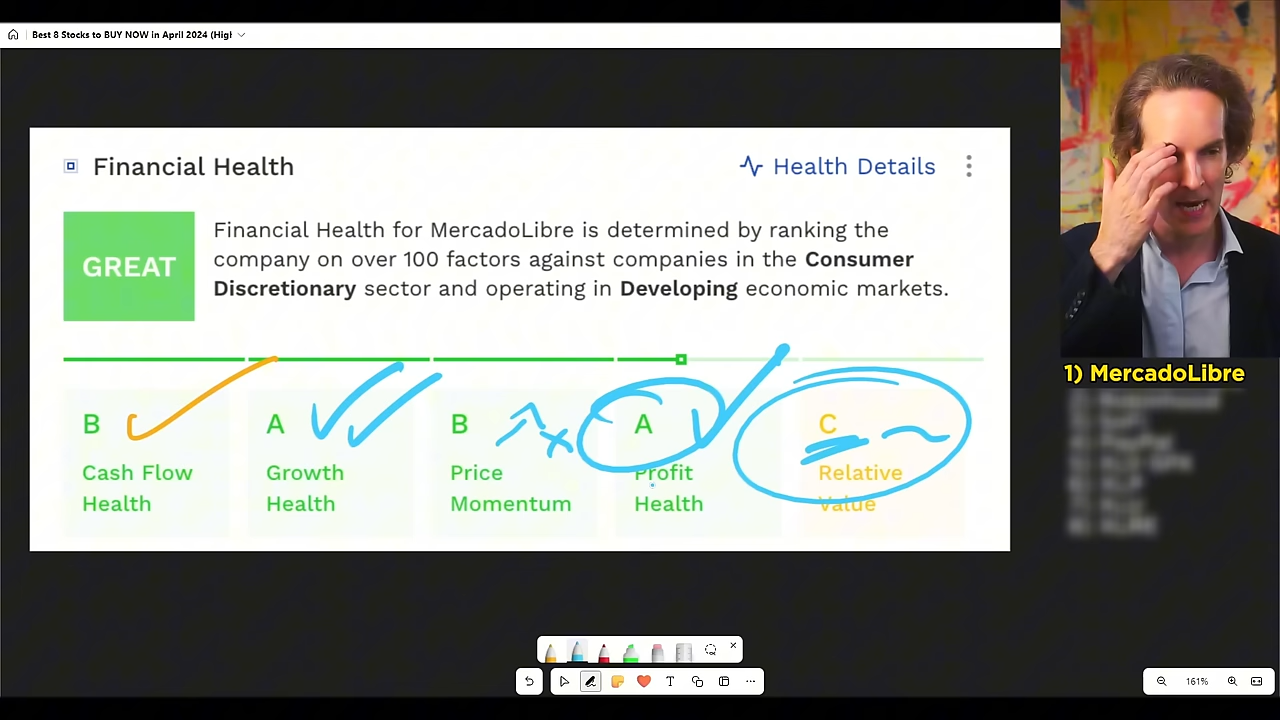 Best 8 Stocks to BUY NOW in April 2024 (Higl
Financial Health
Health Details
GREAT
Financial Health for MercadoLibre is determined by ranking the
company on over 100 factors against companies in the Consumer
Discretionary sector and operating in Developing economic markets.
B
Cash Flow
Health
A
Growth
Health
B
Price
Momentum
A
Profit
Health
C
Relative
Value
1) MercadoLibre
T
161%